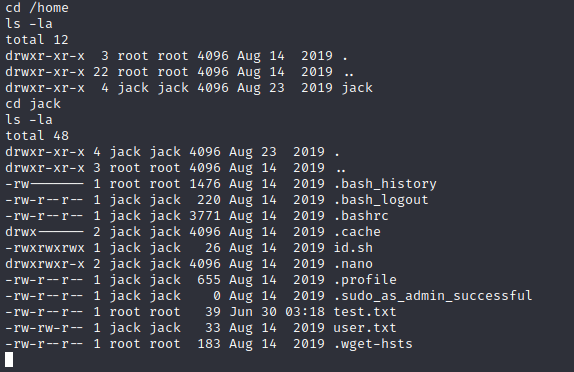 cd /home
ls -la
total 12
drwxr-xr-x  3 root root 4096 Aug 14  2019 .
drwxr-xr-x 22 root root 4096 Aug 14  2019 ..
drwxr-xr-x  4 jack jack 4096 Aug 23  2019 jack
cd jack
ls -la
total 48
drwxr-xr-x 4 jack jack 4096 Aug 23  2019 .
drwxr-xr-x 3 root root 4096 Aug 14  2019 ..
-rw------- 1 root root 1476 Aug 14  2019 .bash_history
-rw-r--r-- 1 jack jack  220 Aug 14  2019 .bash_logout
-rw-r--r-- 1 jack jack 3771 Aug 14  2019 .bashrc
drwx------ 2 jack jack 4096 Aug 14  2019 .cache
-rwxrwxrwx 1 jack jack   26 Aug 14  2019 id.sh
drwxrwxr-x 2 jack jack 4096 Aug 14  2019 .nano
-rw-r--r-- 1 jack jack  655 Aug 14  2019 .profile
-rw-r--r-- 1 jack jack    0 Aug 14  2019 .sudo_as_admin_successful
-rw-r--r-- 1 root root   39 Jun 30 03:18 test.txt
-rw-rw-r-- 1 jack jack   33 Aug 14  2019 user.txt
-rw-r--r-- 1 root root  183 Aug 14  2019 .wget-hsts